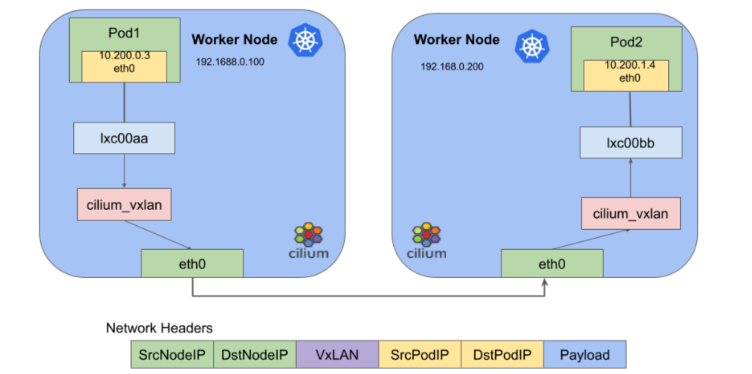 Pod1
10.200.0.3
eth0
Worker Node
192.1688.0.100
lxc00aa
cilium_vxlan
cilium
eth0
Worker Node
192.168.0.200
Pod2
10.200.1.4
eth0
lxc00bb
cilium_vxlan
cilium
eth0
Network Headers
SrcNodeIP DstNodeIP VxLAN SrcPodIP DstPodIP Payload